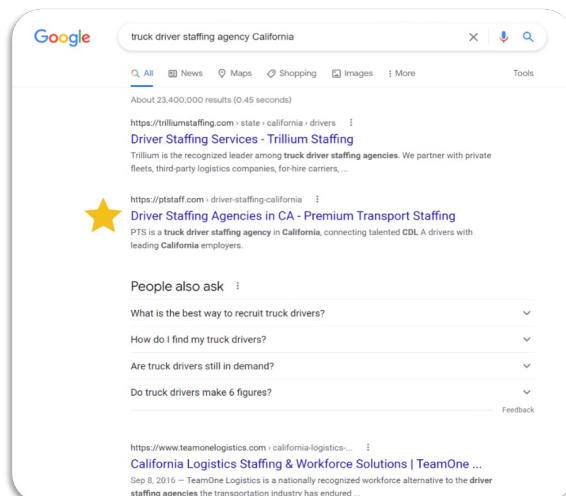 Google
truck driver staffing agency California
All News Maps Shopping Images More Tools
About 23,400,000 results (0.45 seconds)
https://trilliumstaffing.com › state › california › drivers
Driver Staffing Services - Trillium Staffing
Trillium is the recognized leader among truck driver staffing agencies. We partner with private
fleets, third-party logistics companies, for-hire carriers, ...
https://ptstaff.com › driver-staffing-california
Driver Staffing Agencies in CA - Premium Transport Staffing
PTS is a truck driver staffing agency in California, connecting talented CDL A drivers with
leading California employers.
People also ask
What is the best way to recruit truck drivers?
How do I find my truck drivers?
Are truck drivers still in demand?
Do truck drivers make 6 figures?
Feedback
https://www.teamonelogistics.com › california-logistics-...
California Logistics Staffing & Workforce Solutions | TeamOne ...
Sep 8, 2016 — TeamOne Logistics is a nationally recognized workforce alternative to the driver
staffing agencies the transportation industry has endured ...